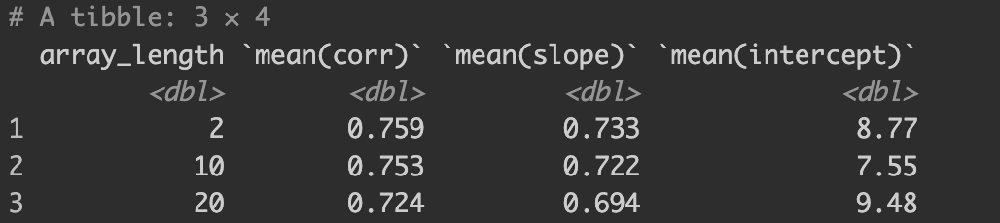 # A tibble: 3 × 4
array_length `mean(corr)` `mean(slope)` `mean(intercept)`
<dbl> <dbl> <dbl> <dbl>
1 2 0.759 0.733 8.77
2 10 0.753 0.722 7.55
3 20 0.724 0.694 9.48